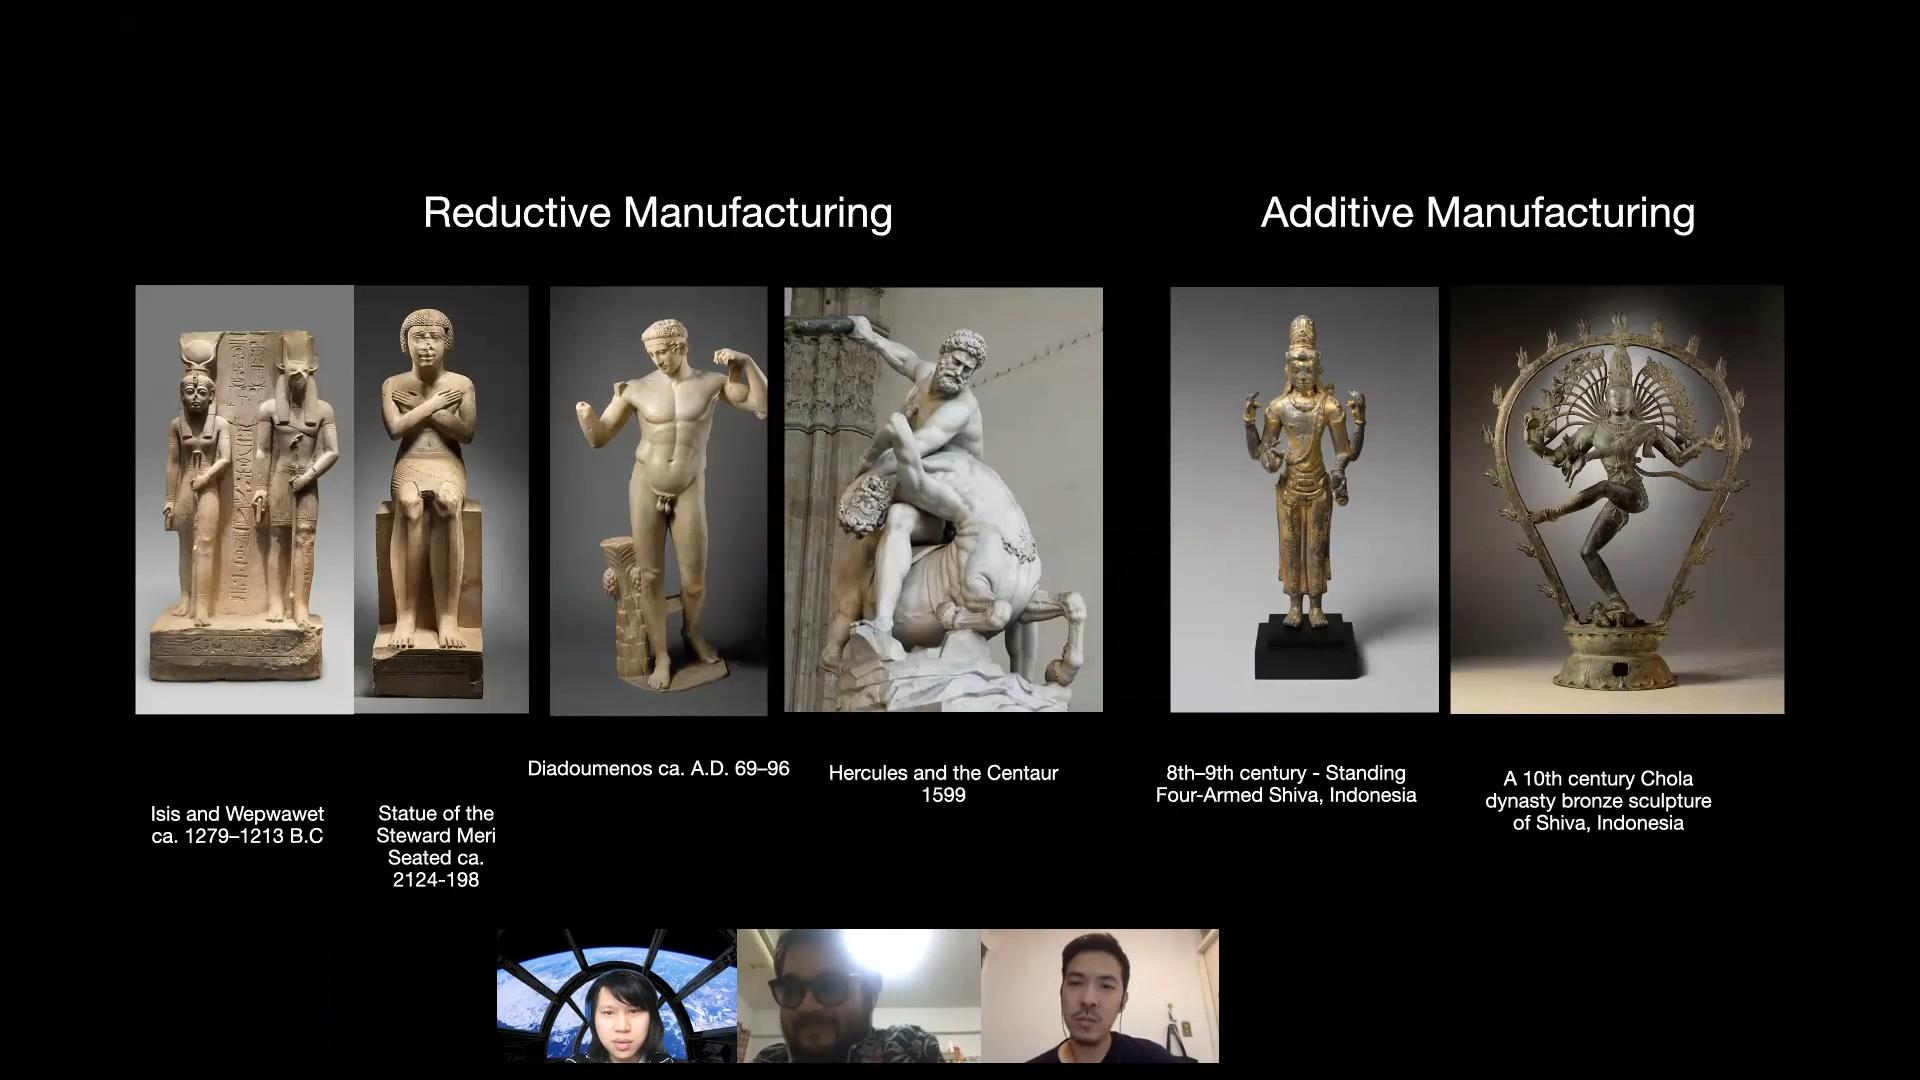 Reductive Manufacturing
Additive Manufacturing
Isis and Wepwawet
ca. 1279–1213 B.C
Statue of the
Steward Meri
Seated ca.
2124-198
Diadoumenos ca. A.D. 69–96
Hercules and the Centaur
1599
8th–9th century - Standing
Four-Armed Shiva, Indonesia
A 10th century Chola
dynasty bronze sculpture
of Shiva, Indonesia